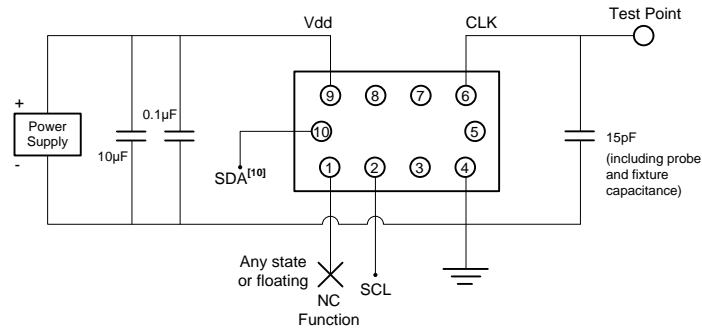 Vdd
CLK
Test Point
9
8
7
6
+
Power
Supply
-
10µF
0.1µF
10
5
15pF
(including probe
and fixture
capacitance)
SDA[10]
1
2
3
4
Any state
or floating
NC
Function
SCL